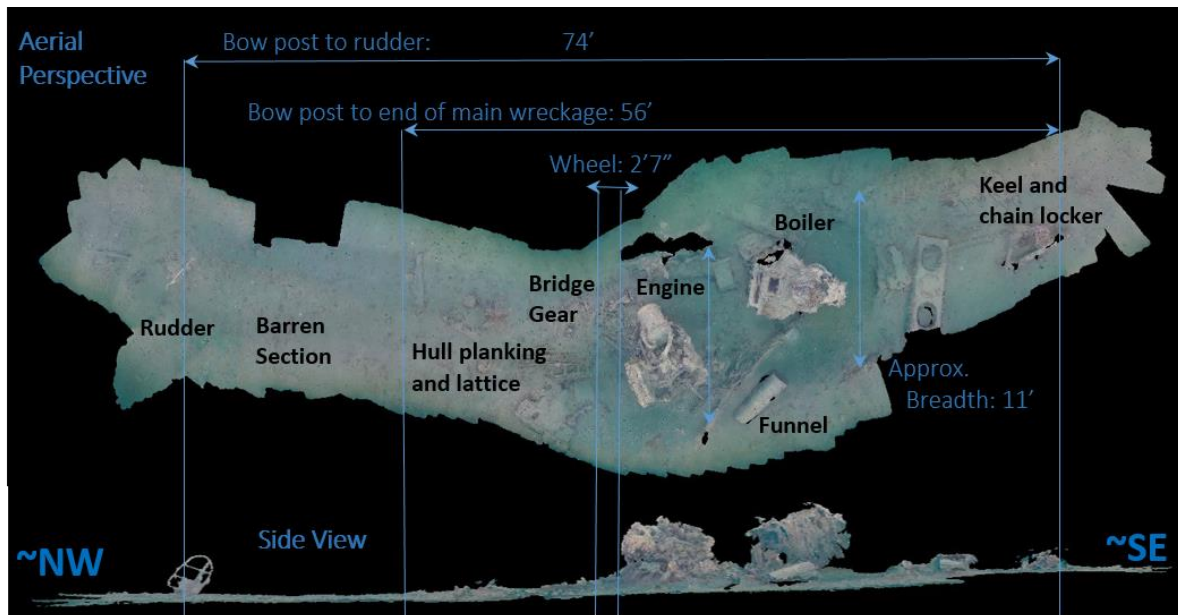 Aerial
Perspective
Bow post to rudder: 74’
Bow post to end of main wreckage: 56’
Wheel: 2’7”
Keel and
chain locker
Boiler
Bridge
Gear
Engine
Rudder
Barren
Section
Hull planking
and lattice
Approx.
Breadth: 11’
Funnel
Side View
~NW
~SE